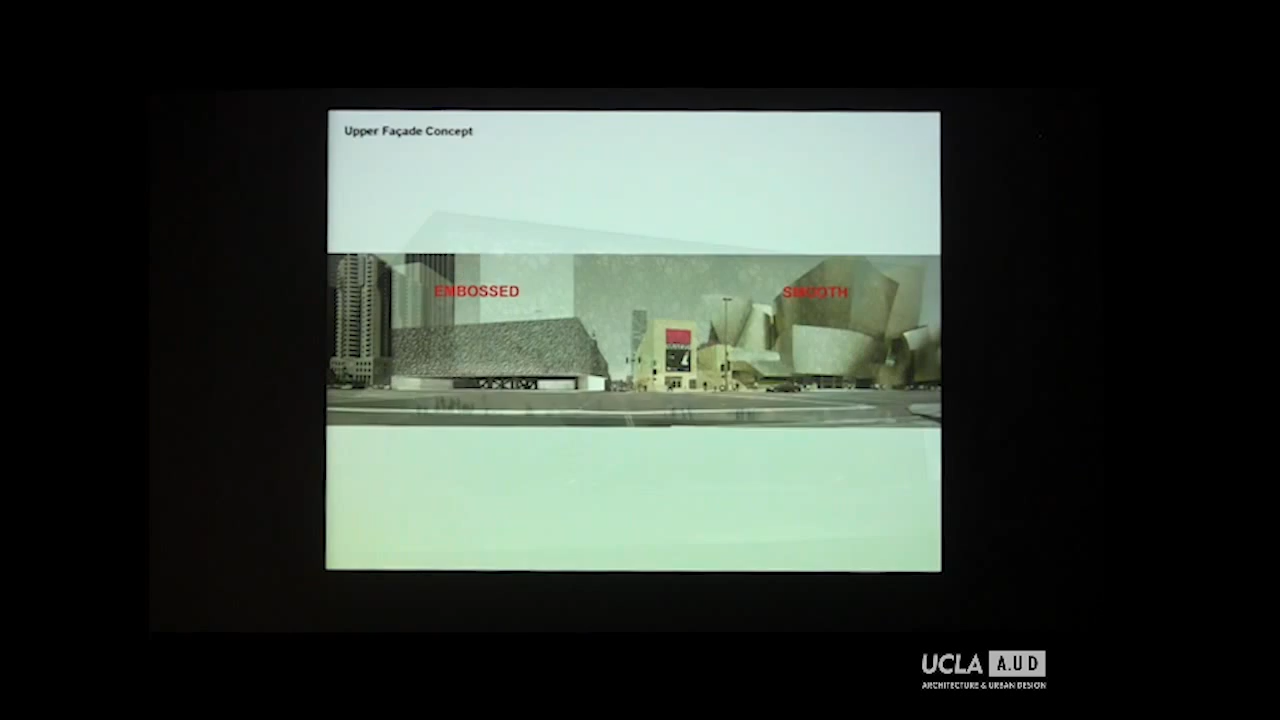 Upper Façade Concept
EMBOSSED
SMOOTH
UCLA A.UD
ARCHITECTURE & URBAN DESIGN